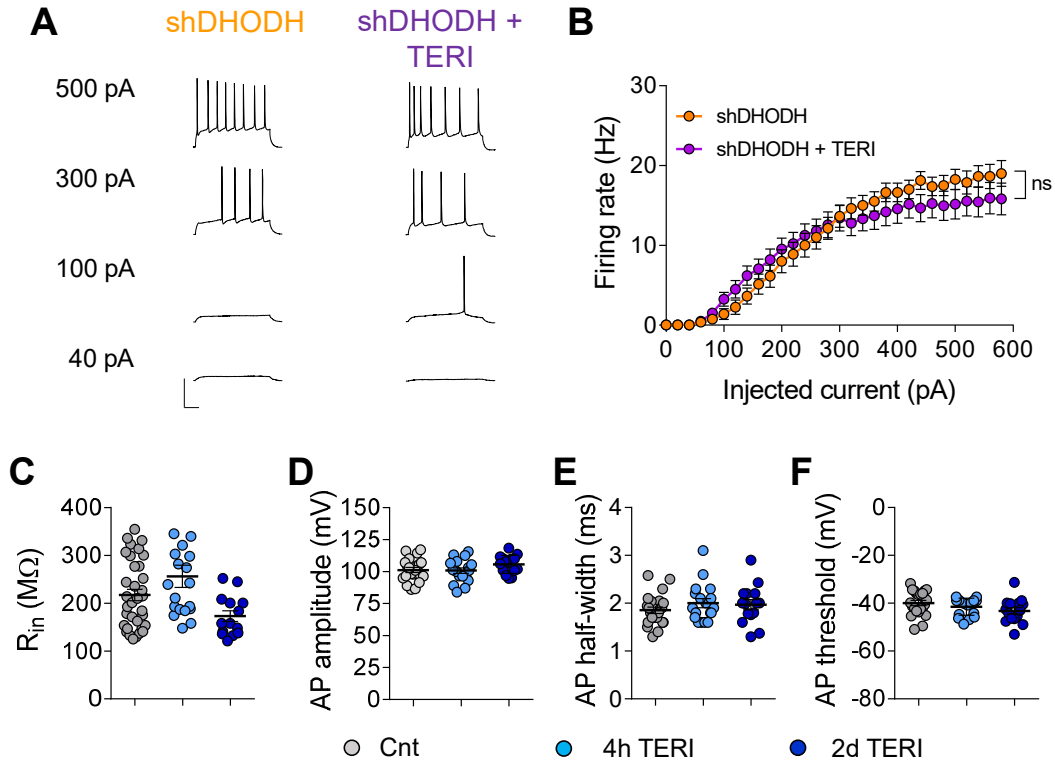 A
shDHODH
shDHODH +
TERI
500 pA
300 pA
100 pA
40 pA
B
Firing rate (Hz)
30
20
10
0
shDHODH
shDHODH + TERI
ns
0 100 200 300 400 500 600
Injected current (pA)
C
Rin (MΩ)
400
300
200
100
0
D
AP amplitude (mV)
150
125
100
75
50
25
0
E
AP half-width (ms)
4
3
2
1
0
F
AP threshold (mV)
0
-20
-40
-60
-80
Cnt
4h TERI
2d TERI